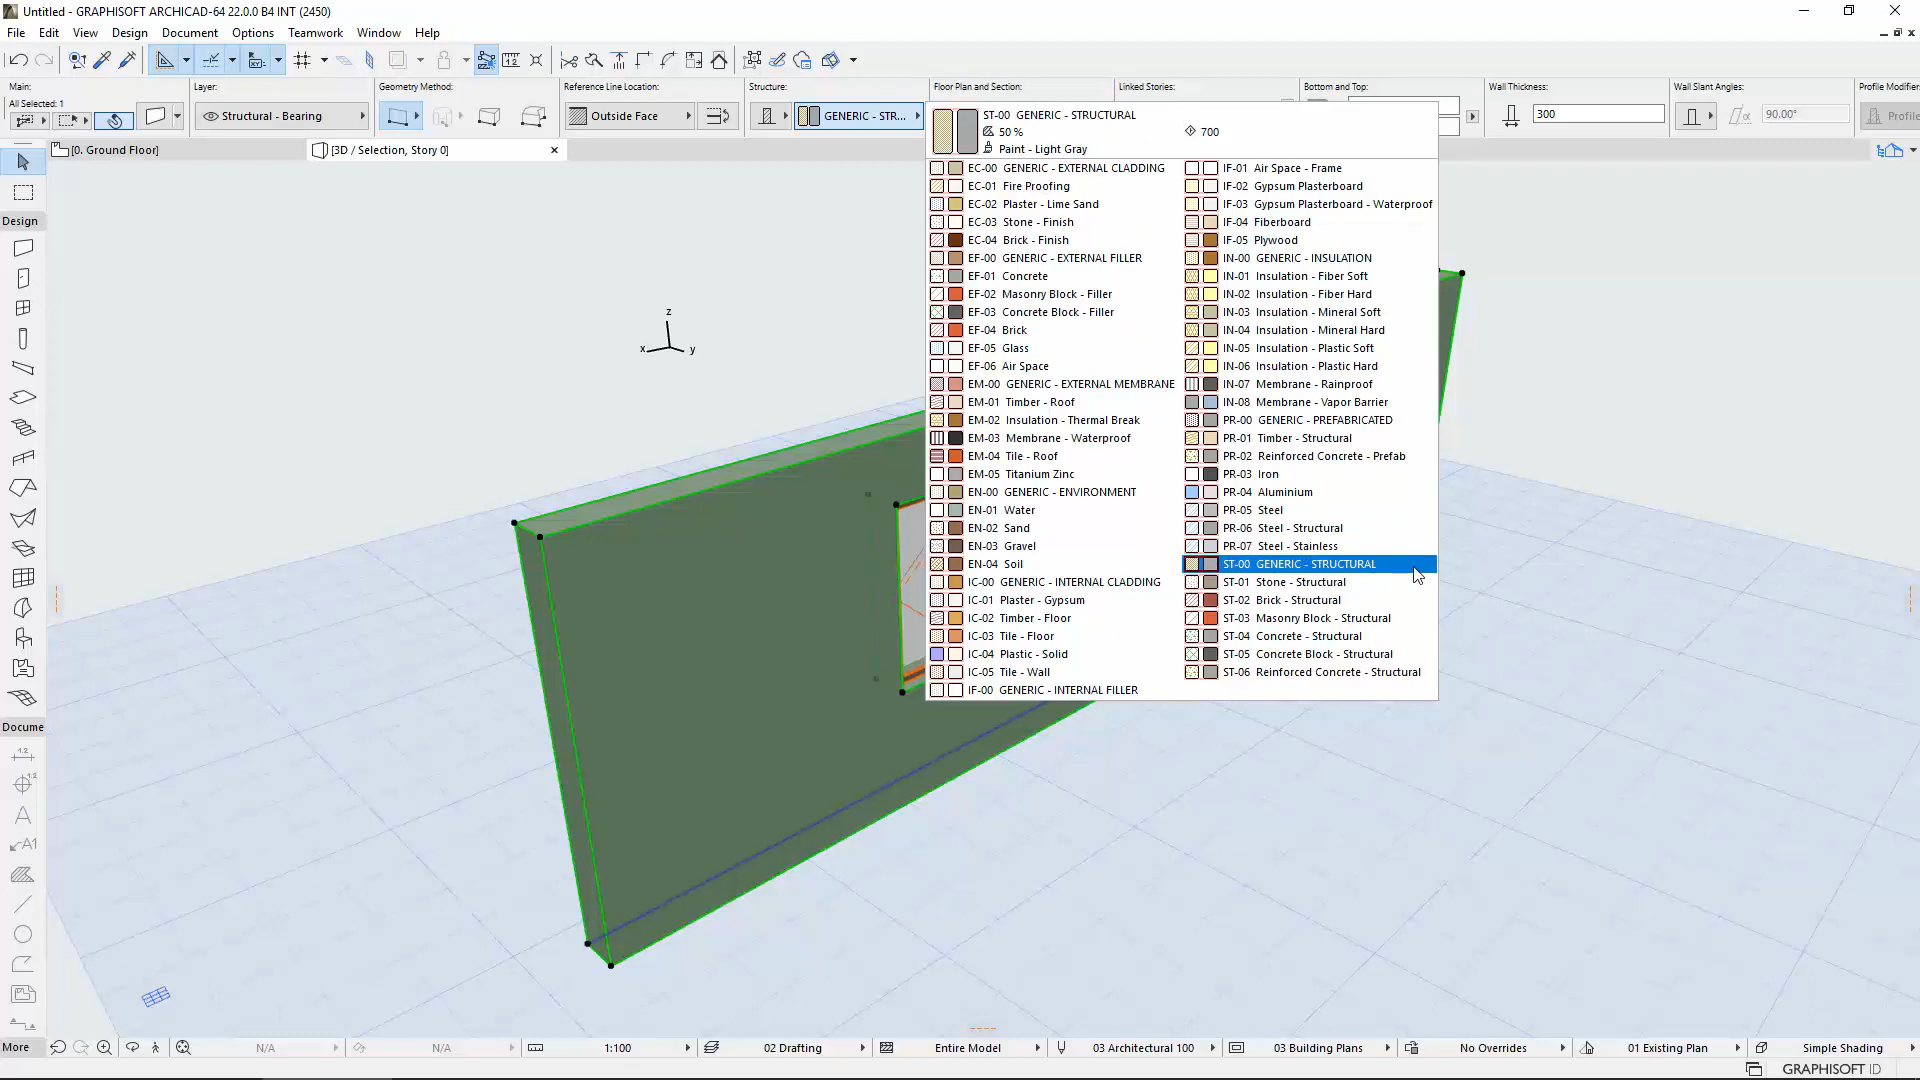 Untitled - GRAPHISOFT ARCHICAD-64 22.0.0 B4 INT (2450)
File Edit View Design Document Options Teamwork Window Help
Main:
All Selected: 1
Layer:
Structural - Bearing
Geometry Method:
Reference Line Location:
Outside Face
Structure:
GENERIC - STR...
Floor Plan and Section:
Linked Stories:
Bottom and Top:
Wall Thickness:
300
Wall Slant Angles:
90.00°
Profile Modifier
Profile
[0. Ground Floor]
[3D / Selection, Story 0]
ST-00 GENERIC - STRUCTURAL
50 %
700
Paint - Light Gray
EC-00 GENERIC - EXTERNAL CLADDING
EC-01 Fire Proofing
EC-02 Plaster - Lime Sand
EC-03 Stone - Finish
EC-04 Brick - Finish
EF-00 GENERIC - EXTERNAL FILLER
EF-01 Concrete
EF-02 Masonry Block - Filler
EF-03 Concrete Block - Filler
EF-04 Brick
EF-05 Glass
EF-06 Air Space
EM-00 GENERIC - EXTERNAL MEMBRANE
EM-01 Timber - Roof
EM-02 Insulation - Thermal Break
EM-03 Membrane - Waterproof
EM-04 Tile - Roof
EM-05 Titanium Zinc
EN-00 GENERIC - ENVIRONMENT
EN-01 Water
EN-02 Sand
EN-03 Gravel
EN-04 Soil
IC-00 GENERIC - INTERNAL CLADDING
IC-01 Plaster - Gypsum
IC-02 Timber - Floor
IC-03 Tile - Floor
IC-04 Plastic - Solid
IC-05 Tile - Wall
IF-00 GENERIC - INTERNAL FILLER
IF-01 Air Space - Frame
IF-02 Gypsum Plasterboard
IF-03 Gypsum Plasterboard - Waterproof
IF-04 Fiberboard
IF-05 Plywood
IN-00 GENERIC - INSULATION
IN-01 Insulation - Fiber Soft
IN-02 Insulation - Fiber Hard
IN-03 Insulation - Mineral Soft
IN-04 Insulation - Mineral Hard
IN-05 Insulation - Plastic Soft
IN-06 Insulation - Plastic Hard
IN-07 Membrane - Rainproof
IN-08 Membrane - Vapor Barrier
PR-00 GENERIC - PREFABRICATED
PR-01 Timber - Structural
PR-02 Reinforced Concrete - Prefab
PR-03 Iron
PR-04 Aluminium
PR-05 Steel
PR-06 Steel - Structural
PR-07 Steel - Stainless
ST-00 GENERIC - STRUCTURAL
ST-01 Stone - Structural
ST-02 Brick - Structural
ST-03 Masonry Block - Structural
ST-04 Concrete - Structural
ST-05 Concrete Block - Structural
ST-06 Reinforced Concrete - Structural
Design
Docume
More
z
x
y
N/A
N/A
1:100
02 Drafting
Entire Model
03 Architectural 100
03 Building Plans
No Overrides
01 Existing Plan
Simple Shading
GRAPHISOFT ID